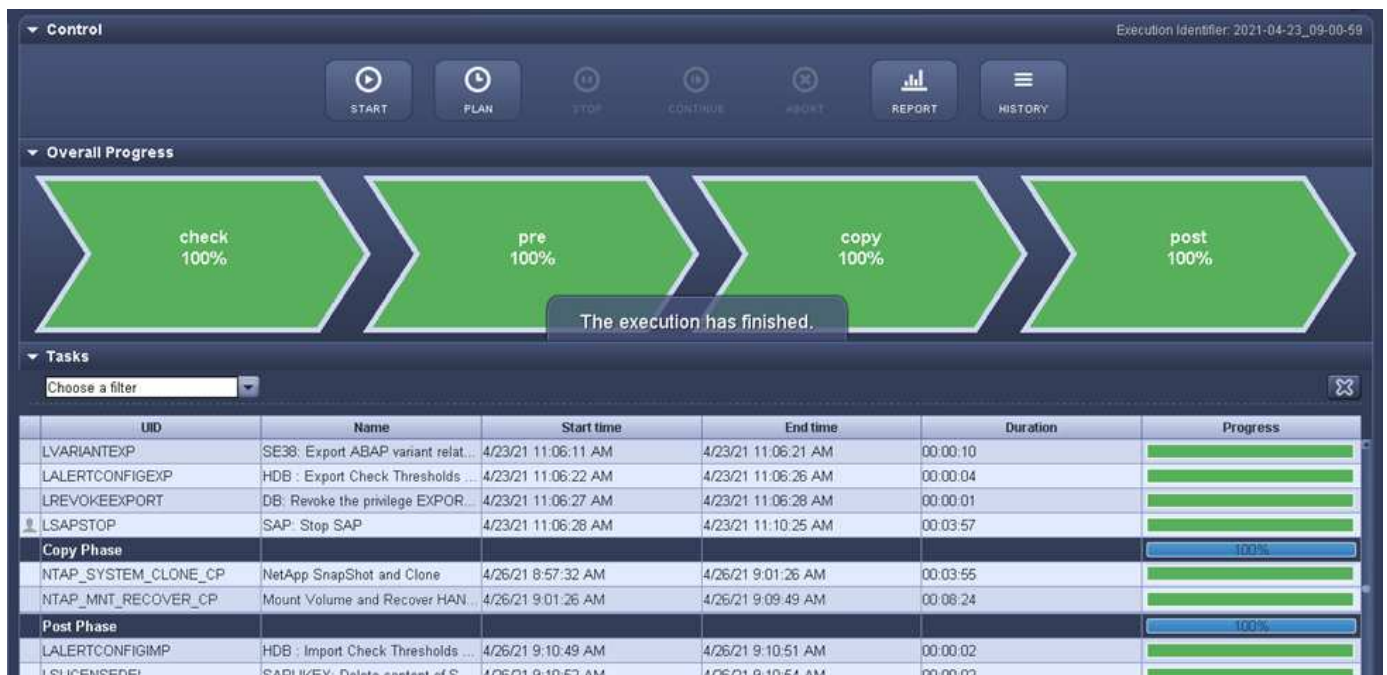 Control
Execution Identifier: 2021-04-23_09-00-59
START PLAN STOP CONTINUE ABORT REPORT HISTORY
Overall Progress
check pre copy post
100% 100% 100% 100%
The execution has finished.
Tasks
Choose a filter
UID Name Start time End time Duration Progress
LVARIANTEXP SE38: Export ABAP variant relat... 4/23/21 11:06:11 AM 4/23/21 11:06:21 AM 00:00:10
LALERTCONFIGEXP HDB : Export Check Thresholds ... 4/23/21 11:06:22 AM 4/23/21 11:06:26 AM 00:00:04
LREVOKEEXPORT DB: Revoke the privilege EXPOR... 4/23/21 11:06:27 AM 4/23/21 11:06:28 AM 00:00:01
LSAPSTOP SAP: Stop SAP 4/23/21 11:06:28 AM 4/23/21 11:10:25 AM 00:03:57
Copy Phase 100%
NTAP_SYSTEM_CLONE_CP NetApp SnapShot and Clone 4/26/21 8:57:32 AM 4/26/21 9:01:26 AM 00:03:55
NTAP_MNT_RECOVER_CP Mount Volume and Recover HAN... 4/26/21 9:01:26 AM 4/26/21 9:09:49 AM 00:08:24
Post Phase 100%
LALERTCONFIGIMP HDB : Import Check Thresholds ... 4/26/21 9:10:49 AM 4/26/21 9:10:51 AM 00:00:02